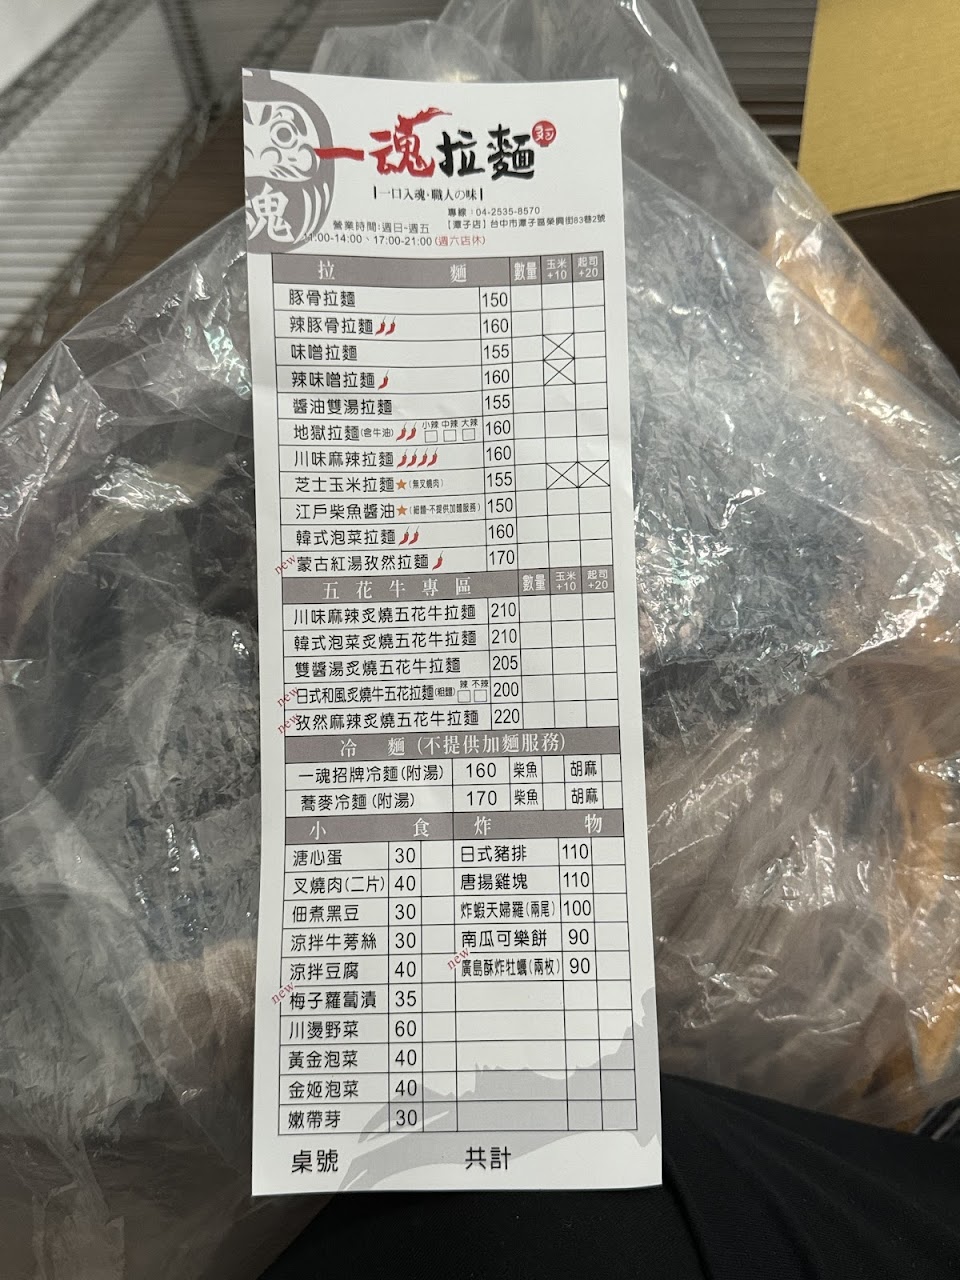 魂
一魂拉麵
一口入魂・職人の味
專線：04-2535-8570
營業時間：週日-週五 【潭子店】台中市潭子區榮興街83巷2號
11:00-14:00、17:00-21:00 (週六店休)
拉麵 數量 玉米+10 起司+20
豚骨拉麵 150
辣豚骨拉麵 160
味噌拉麵 155
辣味噌拉麵 160
醬油雙湯拉麵 155
地獄拉麵(含牛油) 小辣 中辣 大辣 160
川味麻辣拉麵 160
芝士玉米拉麵★(無叉燒肉) 155
江戶柴魚醬油★(細麵-不提供加麵服務) 150
韓式泡菜拉麵 160
new 蒙古紅湯孜然拉麵 170
五花牛專區 數量 玉米+10 起司+20
川味麻辣炙燒五花牛拉麵 210
韓式泡菜炙燒五花牛拉麵 210
雙醬湯炙燒五花牛拉麵 205
new 日式和風炙燒牛五花拉麵(粗麵) 辣 不辣 200
new 孜然麻辣炙燒五花牛拉麵 220
冷麵(不提供加麵服務)
一魂招牌冷麵(附湯) 160 柴魚 胡麻
蕎麥冷麵(附湯) 170 柴魚 胡麻
小食 炸物
溏心蛋 30 日式豬排 110
叉燒肉(二片) 40 唐揚雞塊 110
佃煮黑豆 30 炸蝦天婦羅(兩尾) 100
涼拌牛蒡絲 30 南瓜可樂餅 90
涼拌豆腐 40 new 廣島酥炸牡蠣(兩枚) 90
new 梅子蘿蔔漬 35
川燙野菜 60
黃金泡菜 40
金姬泡菜 40
嫩帶芽 30
桌號 共計